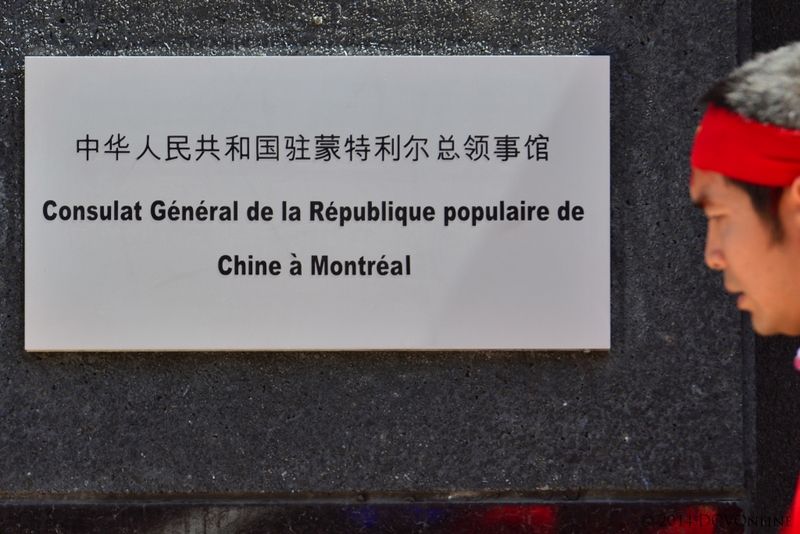 中华人民共和国驻蒙特利尔总领事馆
Consulat Général de la République populaire de
Chine à Montréal